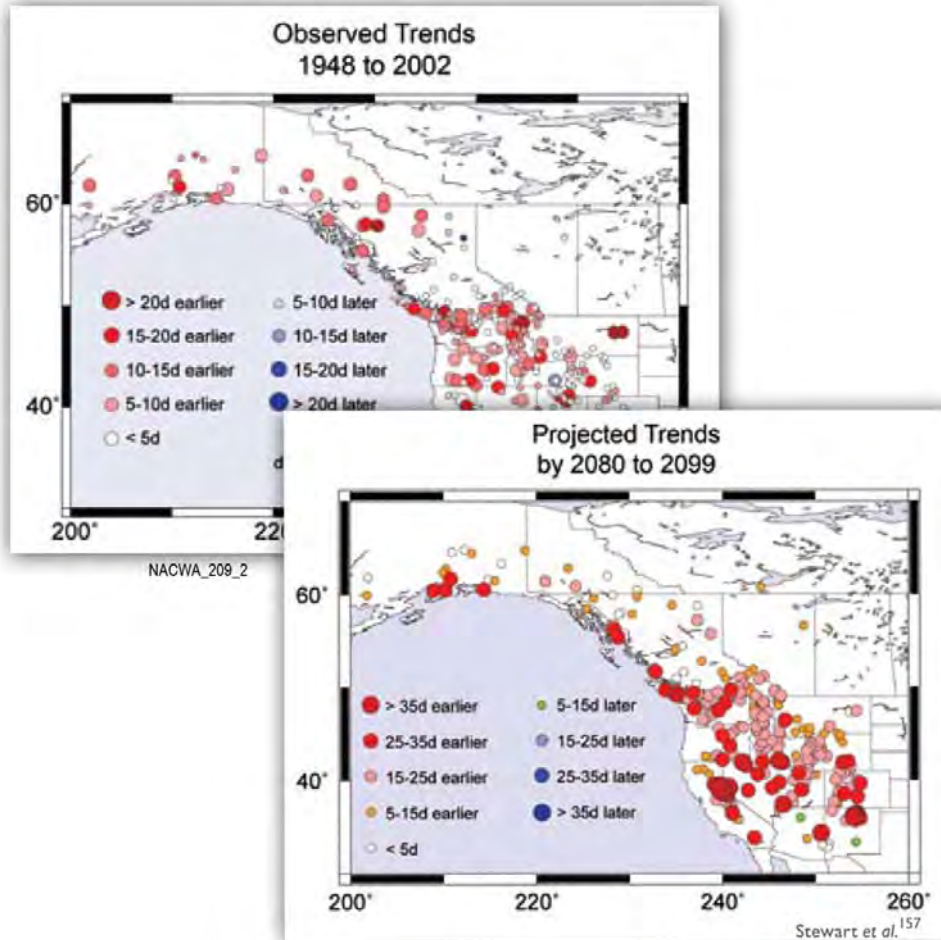 Observed Trends
1948 to 2002
60°
40°
> 20d earlier
15-20d earlier
10-15d earlier
5-10d earlier
< 5d
5-10d later
10-15d later
15-20d later
> 20d later
d
200°
220
NACWA_209_2
Projected Trends
by 2080 to 2099
60°
40°
> 35d earlier
25-35d earlier
15-25d earlier
5-15d earlier
< 5d
5-15d later
15-25d later
25-35d later
> 35d later
200°
220°
240°
260°
Stewart et al.157